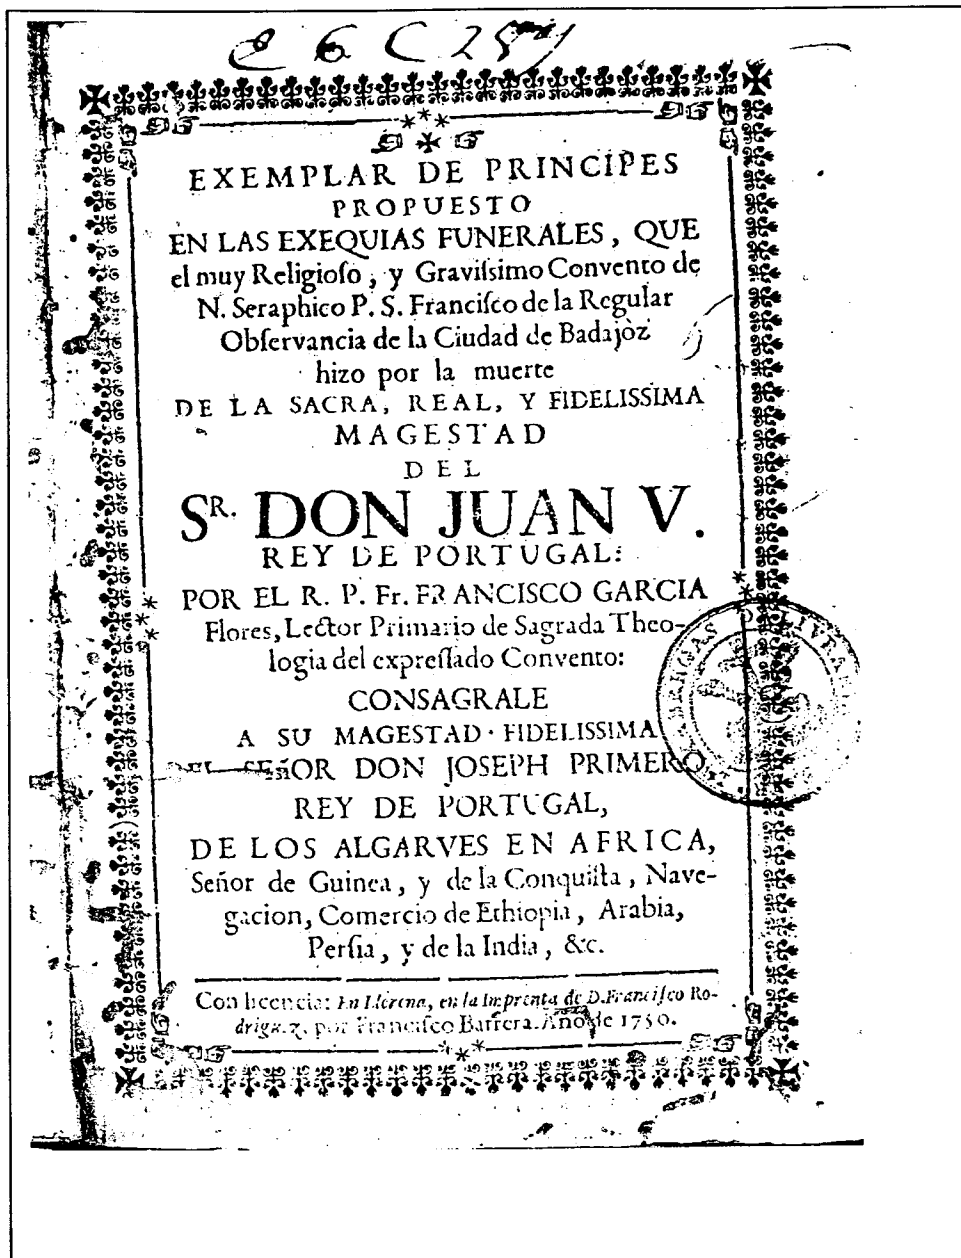 E 6 C 257
EXEMPLAR DE PRINCIPES
PROPUESTO
EN LAS EXEQUIAS FUNERALES, QUE
el muy Religioſo, y Graviſsimo Convento de
N. Seraphico P. S. Franciſco de la Regular
Obſervancia de la Ciudad de Badajòz
hizo por la muerte
DE LA SACRA, REAL, Y FIDELISSIMA
MAGESTAD
DEL
SR. DON JUAN V.
REY DE PORTUGAL:
POR EL R. P. Fr. FRANCISCO GARCIA
Flores, Lector Primario de Sagrada Theo-
logia del expreſſado Convento:
CONSAGRALE
A SU MAGESTAD FIDELISSIMA
EL SEñOR DON JOSEPH PRIMERO,
REY DE PORTUGAL,
DE LOS ALGARVES EN AFRICA,
Señor de Guinea, y de la Conquiſta, Nave-
gacion, Comercio de Ethiopia, Arabia,
Perſia, y de la India, &c.
Con licencia: En Llerena, en la Imprenta de D. Franciſco Ro-
driguez, por Franciſco Barrera. Año de 1750.